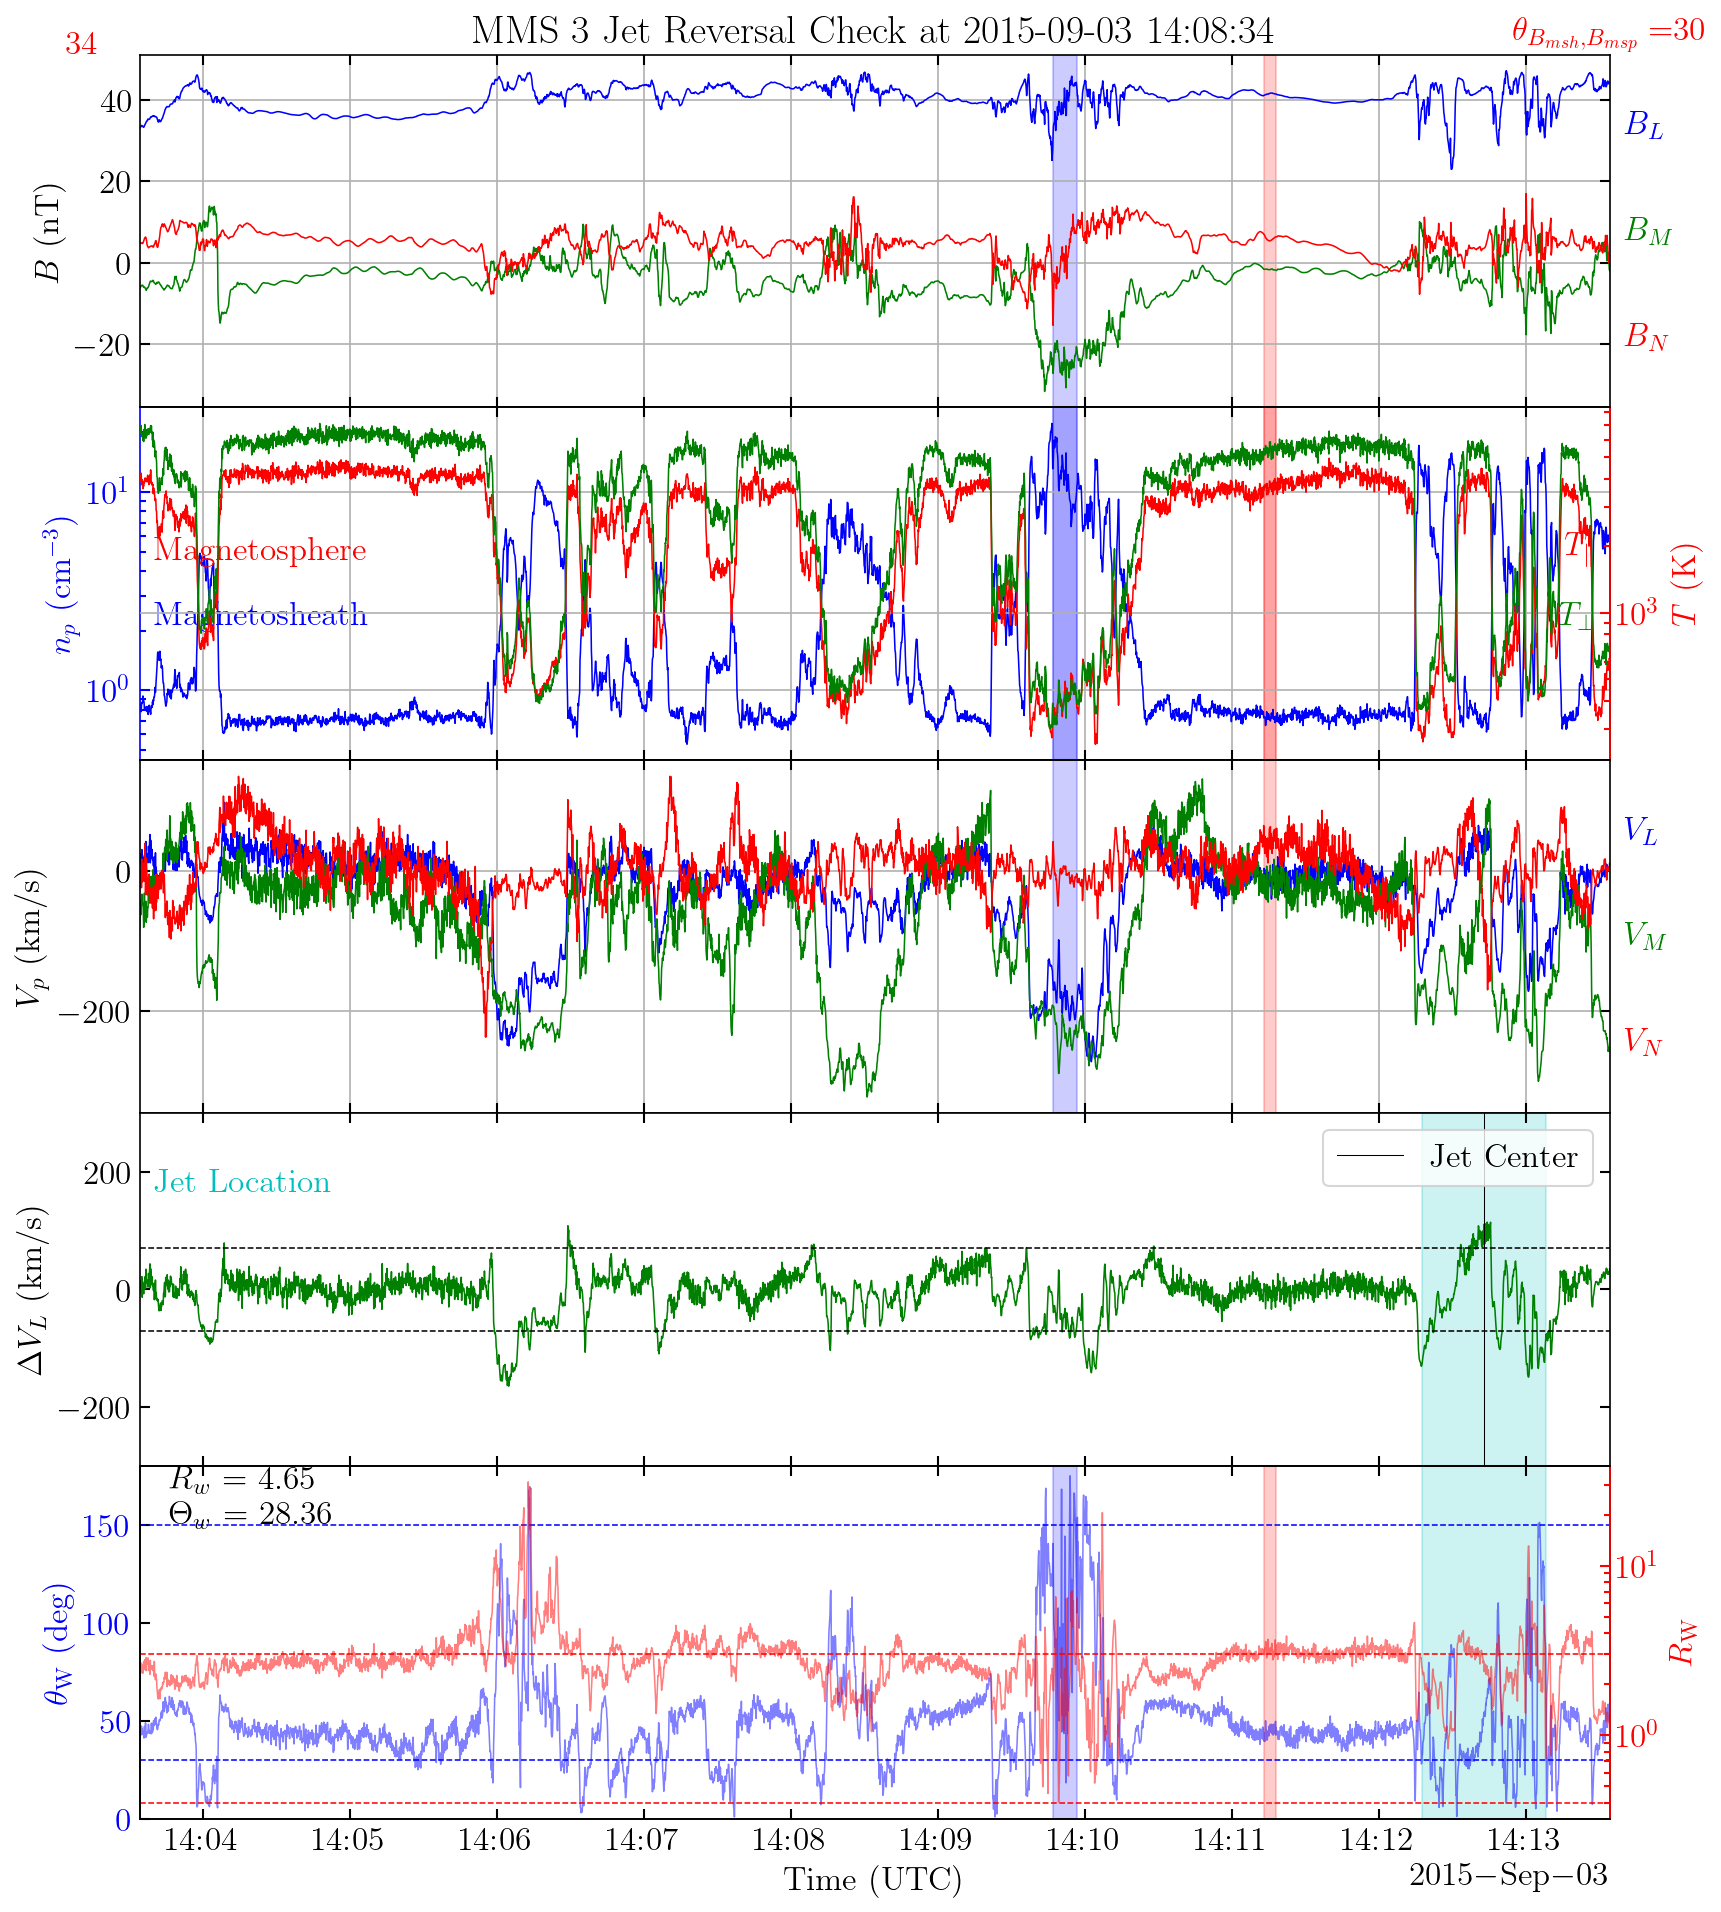 MMS 3 Jet Reversal Check at 2015-09-03 14:08:34
34
θ_{B_{msh},B_{msp}} =30
40
20
0
−20
B (nT)
B_L
B_M
B_N
10^1
10^0
n_p (cm^{−3})
Magnetosphere
Magnetosheath
T_∥
T_⊥
10^3
T (K)
0
−200
V_p (km/s)
V_L
V_M
V_N
Jet Center
Jet Location
200
0
−200
ΔV_L (km/s)
R_w = 4.65
Θ_w = 28.36
150
100
50
0
θ_W (deg)
10^1
10^0
R_W
14:04 14:05 14:06 14:07 14:08 14:09 14:10 14:11 14:12 14:13
Time (UTC)
2015−Sep−03